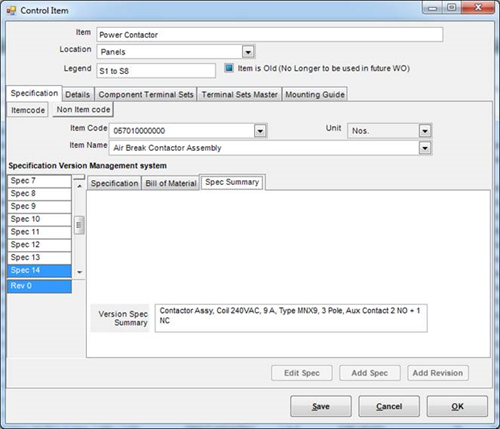 Control Item
Item Power Contactor
Location Panels
Legend S1 to S8 Item is Old (No Longer to be used in future WO)
Specification Details Component Terminal Sets Terminal Sets Master Mounting Guide
Itemcode Non Item code
Item Code 057010000000 Unit Nos.
Item Name Air Break Contactor Assembly
Specification Version Management system
Spec 7
Spec 8
Spec 9
Spec 10
Spec 11
Spec 12
Spec 13
Spec 14
Rev 0
Specification Bill of Material Spec Summary
Version Spec Summary
Contactor Assy, Coil 240VAC, 9 A, Type MNX9, 3 Pole, Aux Contact 2 NO + 1
NC
Edit Spec Add Spec Add Revision
Save Cancel OK